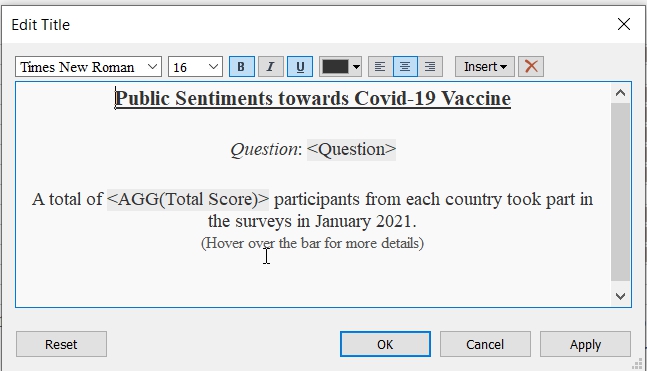 Edit Title
Times New Roman 16 B I U Insert
Public Sentiments towards Covid-19 Vaccine
Question: <Question>
A total of <AGG(Total Score)> participants from each country took part in
the surveys in January 2021.
(Hover over the bar for more details)
Reset OK Cancel Apply